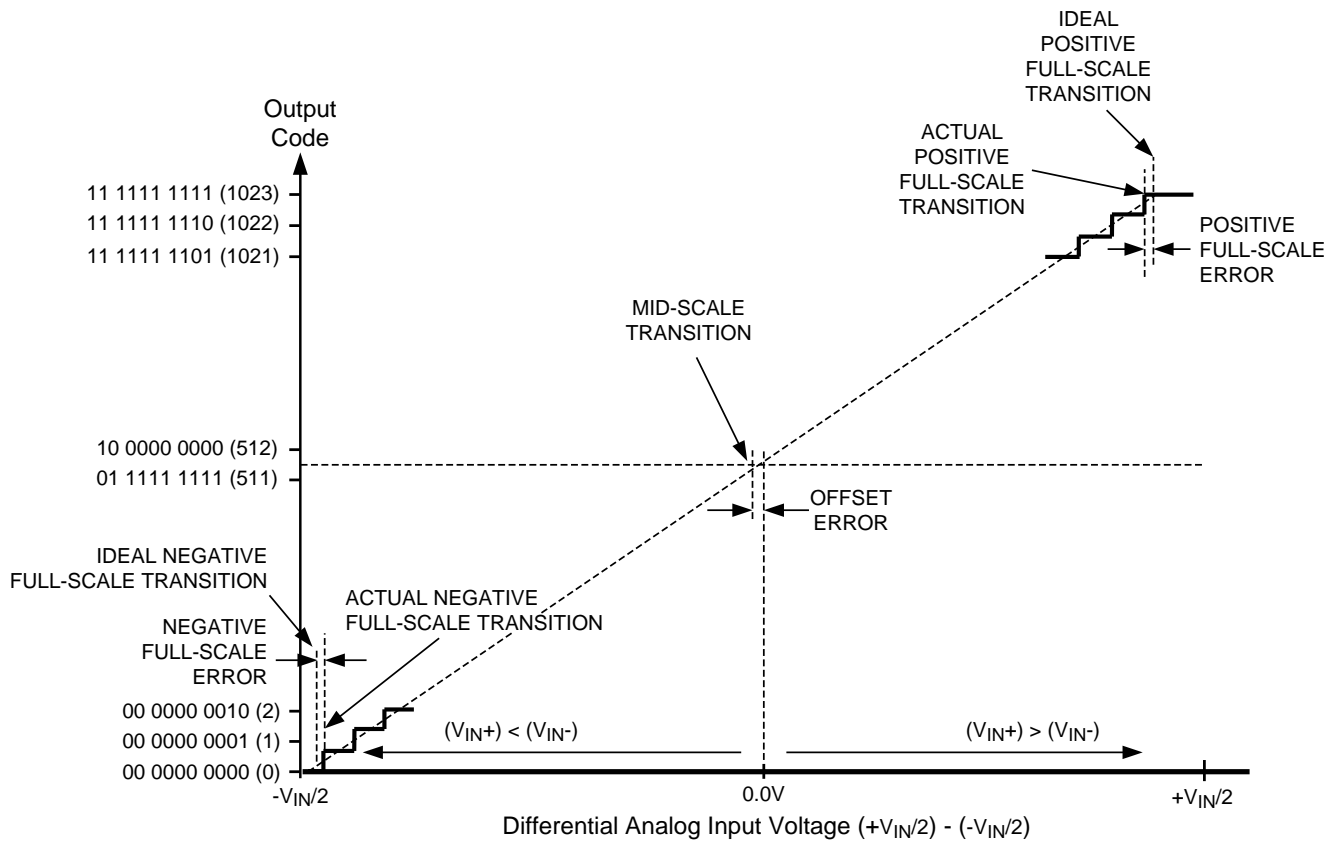 IDEAL
POSITIVE
FULL-SCALE
TRANSITION
Output
Code
ACTUAL
POSITIVE
FULL-SCALE
TRANSITION
11 1111 1111 (1023)
11 1111 1110 (1022)
11 1111 1101 (1021)
POSITIVE
FULL-SCALE
ERROR
MID-SCALE
TRANSITION
10 0000 0000 (512)
01 1111 1111 (511)
OFFSET
ERROR
IDEAL NEGATIVE
FULL-SCALE TRANSITION
ACTUAL NEGATIVE
FULL-SCALE TRANSITION
NEGATIVE
FULL-SCALE
ERROR
00 0000 0010 (2)
00 0000 0001 (1)
00 0000 0000 (0)
(VIN+) < (VIN-)
(VIN+) > (VIN-)
-VIN/2
0.0V
+VIN/2
Differential Analog Input Voltage (+VIN/2) - (-VIN/2)